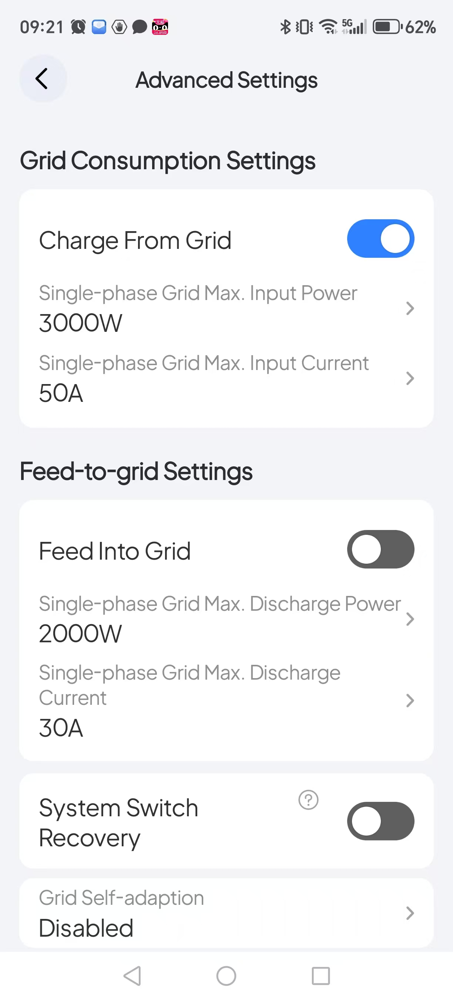 09:21
5G
62%
Advanced Settings
Grid Consumption Settings
Charge From Grid
Single-phase Grid Max. Input Power
3000W
Single-phase Grid Max. Input Current
50A
Feed-to-grid Settings
Feed Into Grid
Single-phase Grid Max. Discharge Power
2000W
Single-phase Grid Max. Discharge
Current
30A
System Switch
Recovery
?
Grid Self-adaption
Disabled